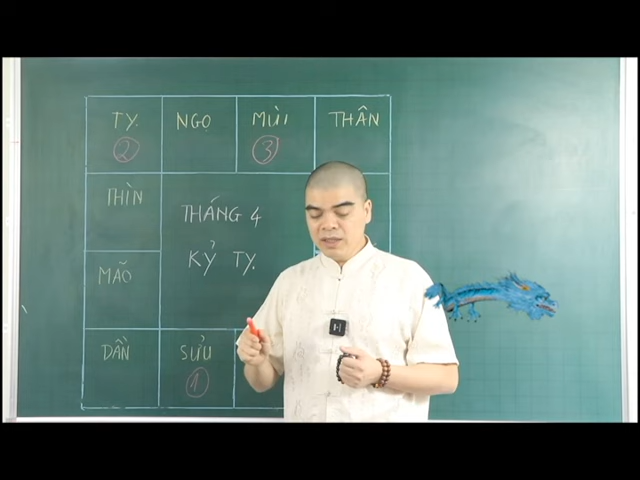 TỴ. NGỌ MÙI THÂN
2 3
THÌN
THÁNG 4
KỶ TỴ.
MÃO
DẦN SỬU
1